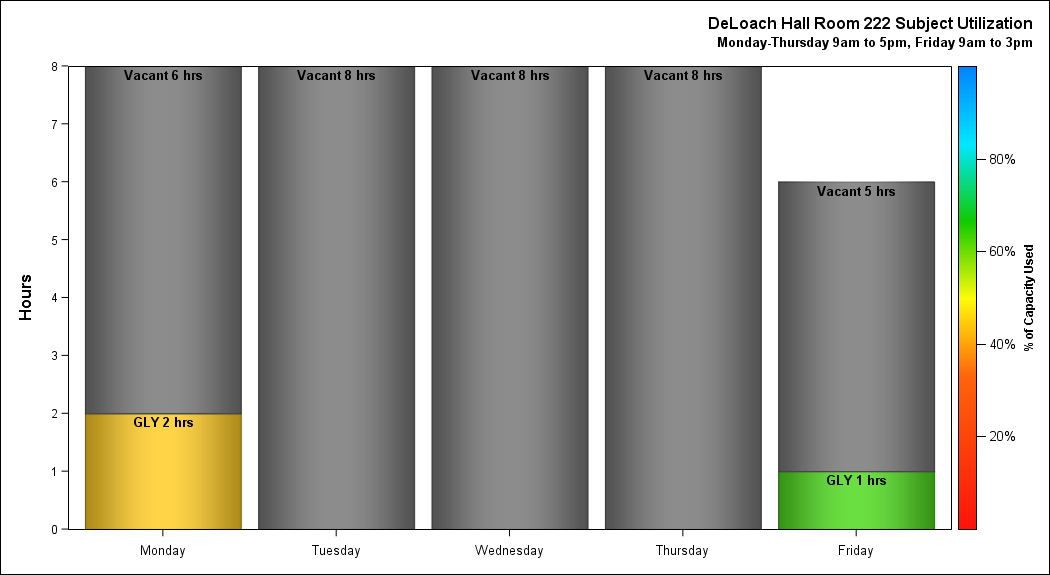 DeLoach Hall Room 222 Subject Utilization
Monday-Thursday 9am to 5pm, Friday 9am to 3pm
Hours
8
7
6
5
4
3
2
1
0
Vacant 6 hrs
GLY 2 hrs
Vacant 8 hrs
Vacant 8 hrs
Vacant 8 hrs
Vacant 5 hrs
GLY 1 hrs
Monday
Tuesday
Wednesday
Thursday
Friday
80%
60%
40%
20%
% of Capacity Used